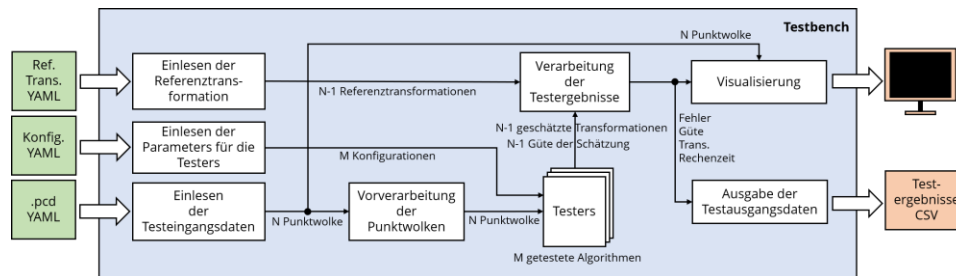 Testbench
N Punktwolke
Ref.
Trans.
YAML
Einlesen der
Referenztrans-
formation
N-1 Referenztransformationen
Verarbeitung
der
Testergebnisse
Visualisierung
Konfig.
YAML
Einlesen der
Parameters für die
Testers
M Konfigurationen
N-1 geschätzte Transformationen
N-1 Güte der Schätzung
Fehler
Güte
Trans.
Rechenzeit
.pcd
YAML
Einlesen
der
Testeingangsdaten
N Punktwolke
Vorverarbeitung
der
Punktwolken
N Punktwolke
Testers
M getestete Algorithmen
Ausgabe der
Testausgangsdaten
Test-
ergebnisse
CSV